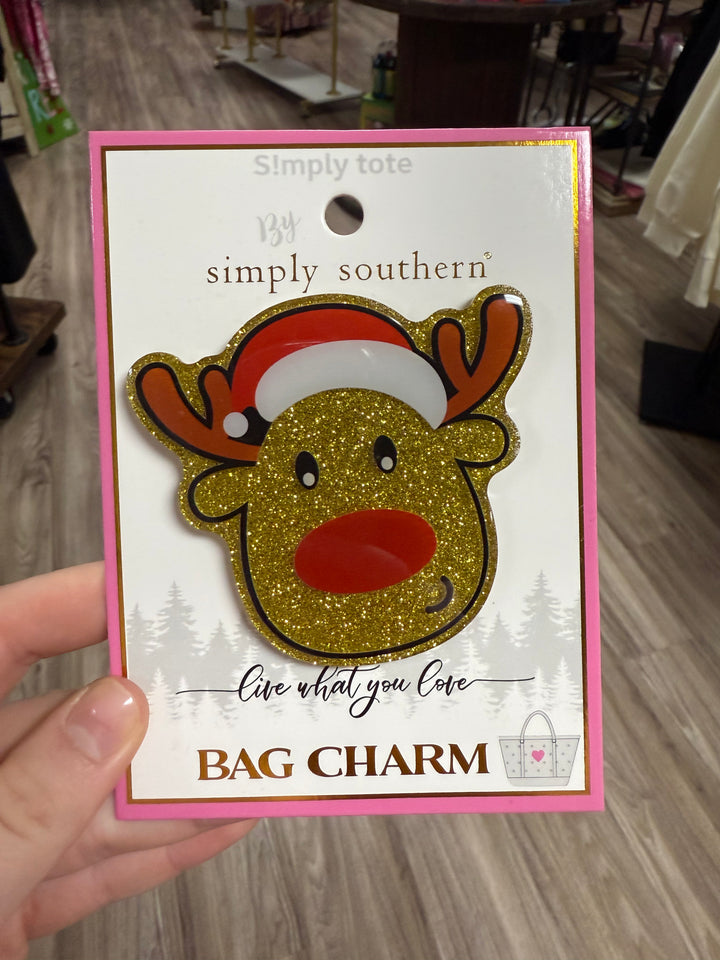 S!mply tote
By
simply southern®
live what you love
BAG CHARM